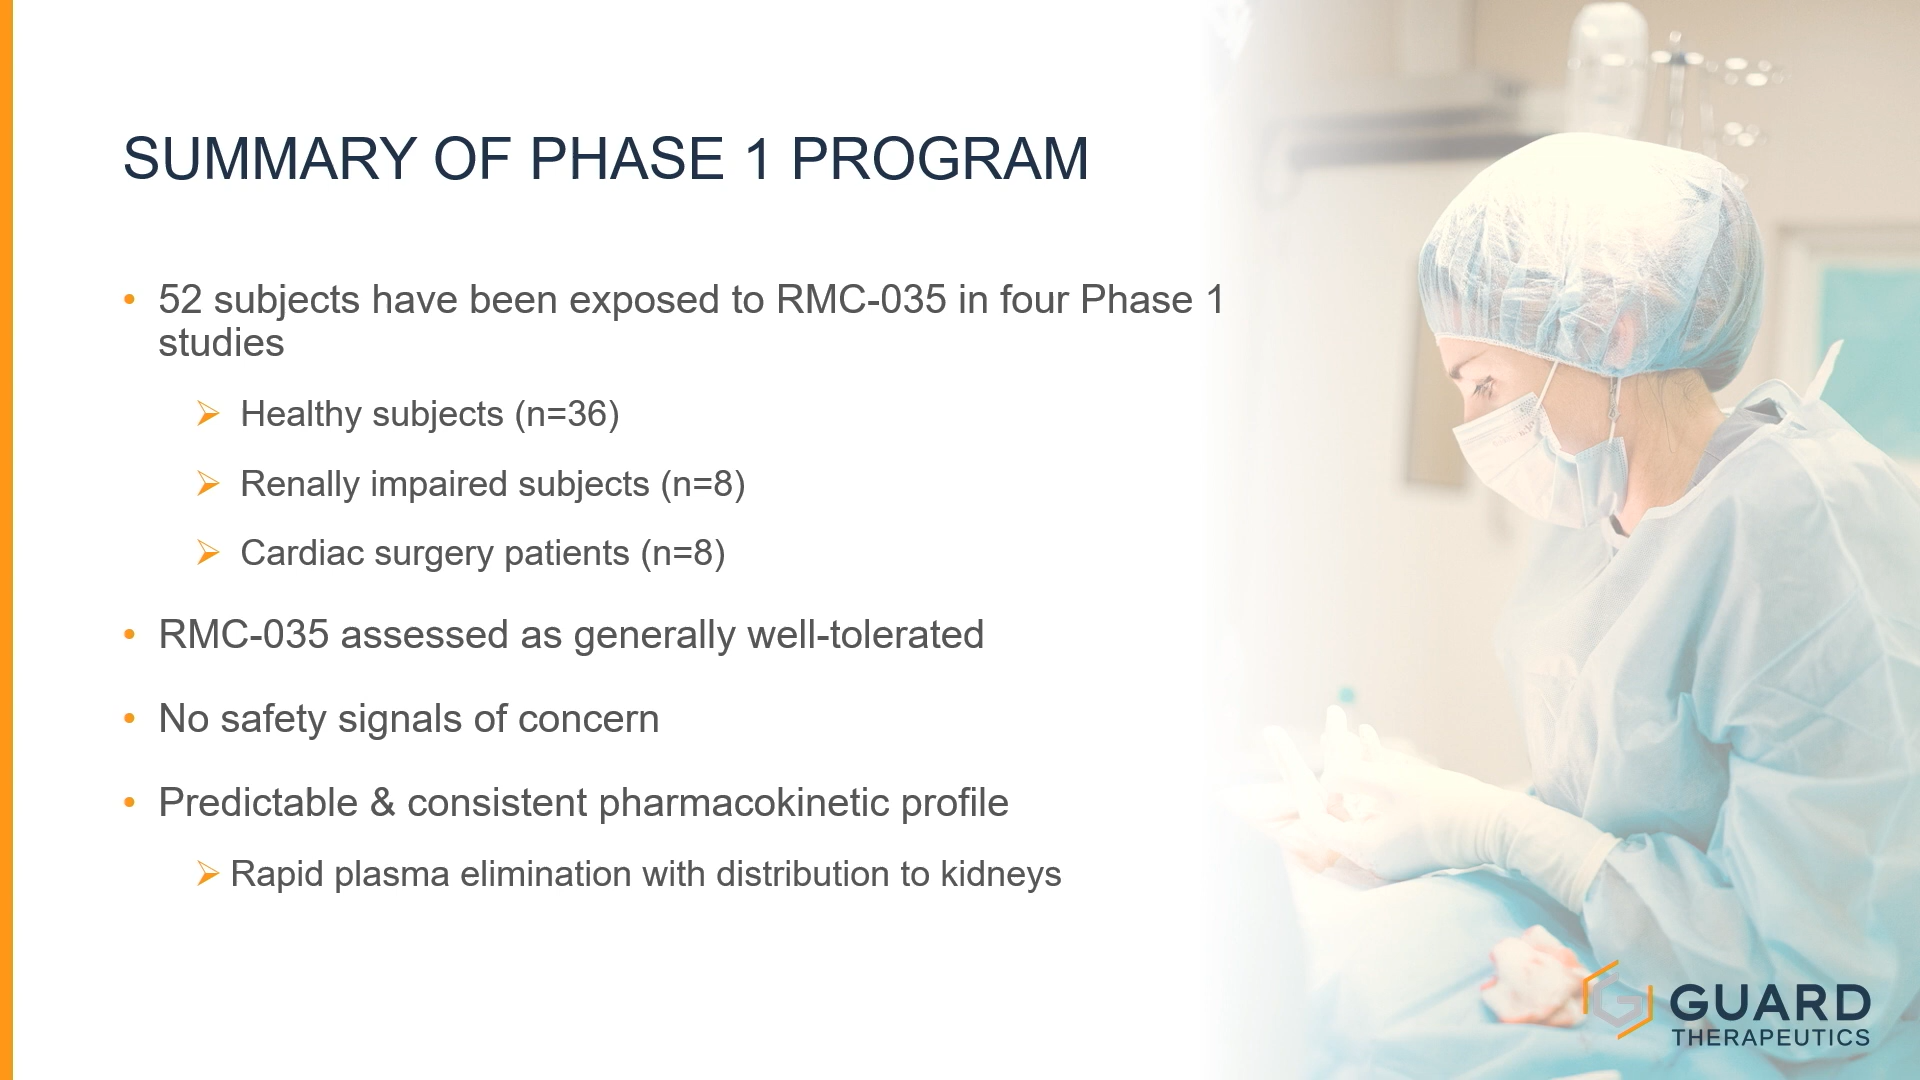 SUMMARY OF PHASE 1 PROGRAM
• 52 subjects have been exposed to RMC-035 in four Phase 1
studies
➢ Healthy subjects (n=36)
➢ Renally impaired subjects (n=8)
➢ Cardiac surgery patients (n=8)
• RMC-035 assessed as generally well-tolerated
• No safety signals of concern
• Predictable & consistent pharmacokinetic profile
➢ Rapid plasma elimination with distribution to kidneys
GUARD
THERAPEUTICS